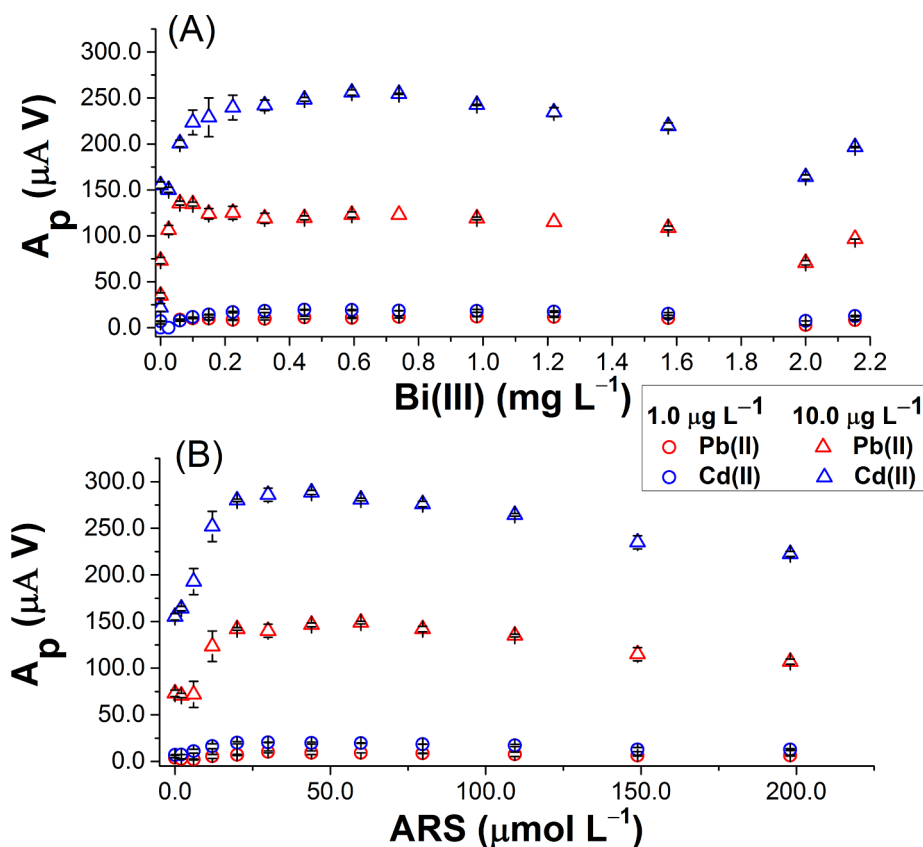 (A)
300.0
250.0
200.0
150.0
100.0
50.0
0.0
Ap (μA V)
0.0 0.2 0.4 0.6 0.8 1.0 1.2 1.4 1.6 1.8 2.0 2.2
Bi(III) (mg L−1)
1.0 μg L−1 10.0 μg L−1
Pb(II) Pb(II)
Cd(II) Cd(II)
(B)
300.0
250.0
200.0
150.0
100.0
50.0
0.0
Ap (μA V)
0.0 50.0 100.0 150.0 200.0
ARS (μmol L−1)